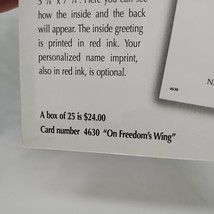 how the inside and the back
will appear. The inside greeting
is printed in red ink. Your
personalized name imprint,
also in red ink, is optional.
A box of 25 is $24.00
Card number 4630 "On Freedom's Wing"
4630
N